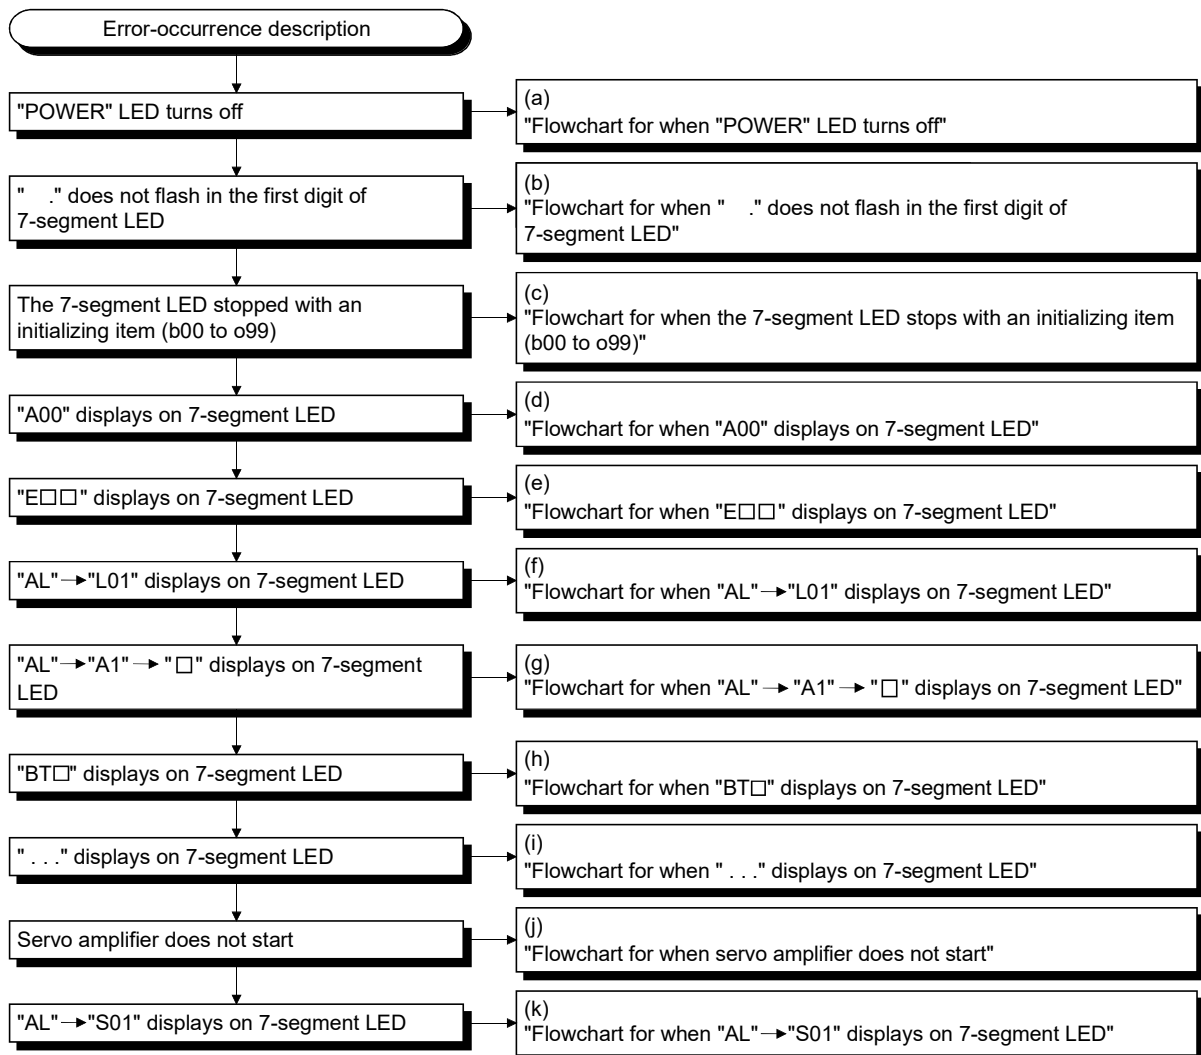 Error-occurrence description
"POWER" LED turns off
(a)
"Flowchart for when "POWER" LED turns off"
"   ." does not flash in the first digit of
7-segment LED
(b)
"Flowchart for when "   ." does not flash in the first digit of
7-segment LED"
The 7-segment LED stopped with an
initializing item (b00 to o99)
(c)
"Flowchart for when the 7-segment LED stops with an initializing item
(b00 to o99)"
"A00" displays on 7-segment LED
(d)
"Flowchart for when "A00" displays on 7-segment LED"
"E□□" displays on 7-segment LED
(e)
"Flowchart for when "E□□" displays on 7-segment LED"
"AL"→"L01" displays on 7-segment LED
(f)
"Flowchart for when "AL"→"L01" displays on 7-segment LED"
"AL"→"A1"→ "□" displays on 7-segment
LED
(g)
"Flowchart for when "AL"→ "A1"→ "□" displays on 7-segment LED"
"BT□" displays on 7-segment LED
(h)
"Flowchart for when "BT□" displays on 7-segment LED"
" . . ." displays on 7-segment LED
(i)
"Flowchart for when " . . ." displays on 7-segment LED"
Servo amplifier does not start
(j)
"Flowchart for when servo amplifier does not start"
"AL"→"S01" displays on 7-segment LED
(k)
"Flowchart for when "AL"→"S01" displays on 7-segment LED"